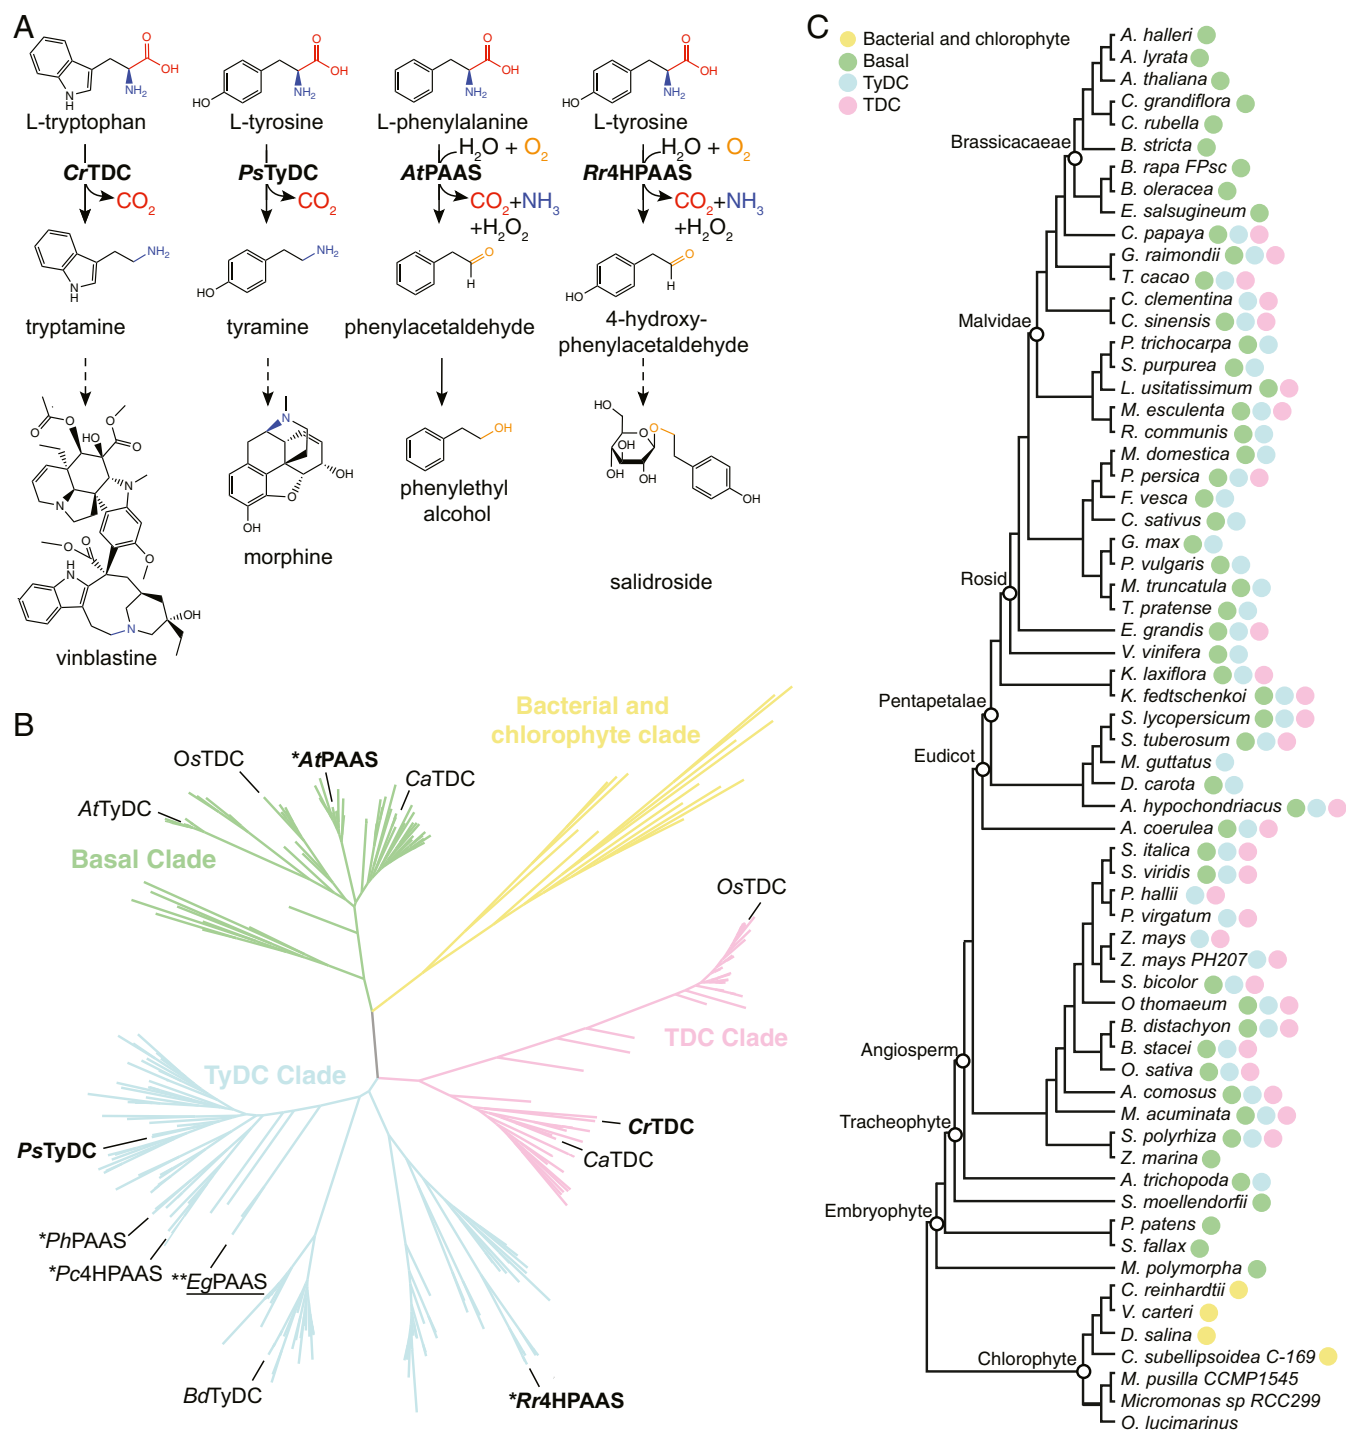 A
L-tryptophan
L-tyrosine
L-phenylalanine
L-tyrosine
H2O + O2
H2O + O2
CrTDC
PsTyDC
AtPAAS
Rr4HPAAS
CO2
CO2
CO2+NH3
+H2O2
CO2+NH3
+H2O2
tryptamine
tyramine
phenylacetaldehyde
4-hydroxy-
phenylacetaldehyde
vinblastine
morphine
phenylethyl
alcohol
salidroside
B
Bacterial and
chlorophyte clade
OsTDC
*AtPAAS
CaTDC
AtTyDC
Basal Clade
OsTDC
TDC Clade
TyDC Clade
CrTDC
CaTDC
PsTyDC
*PhPAAS
*Pc4HPAAS
**EgPAAS
BdTyDC
*Rr4HPAAS
C
Bacterial and chlorophyte
Basal
TyDC
TDC
Brassicacaeae
Malvidae
Rosid
Pentapetalae
Eudicot
Angiosperm
Tracheophyte
Embryophyte
Chlorophyte
A. halleri
A. lyrata
A. thaliana
C. grandiflora
C. rubella
B. stricta
B. rapa FPsc
B. oleracea
E. salsugineum
C. papaya
G. raimondii
T. cacao
C. clementina
C. sinensis
P. trichocarpa
S. purpurea
L. usitatissimum
M. esculenta
R. communis
M. domestica
P. persica
F. vesca
C. sativus
G. max
P. vulgaris
M. truncatula
T. pratense
E. grandis
V. vinifera
K. laxiflora
K. fedtschenkoi
S. lycopersicum
S. tuberosum
M. guttatus
D. carota
A. hypochondriacus
A. coerulea
S. italica
S. viridis
P. hallii
P. virgatum
Z. mays
Z. mays PH207
S. bicolor
O thomaeum
B. distachyon
B. stacei
O. sativa
A. comosus
M. acuminata
S. polyrhiza
Z. marina
A. trichopoda
S. moellendorfii
P. patens
S. fallax
M. polymorpha
C. reinhardtii
V. carteri
D. salina
C. subellipsoidea C-169
M. pusilla CCMP1545
Micromonas sp RCC299
O. lucimarinus